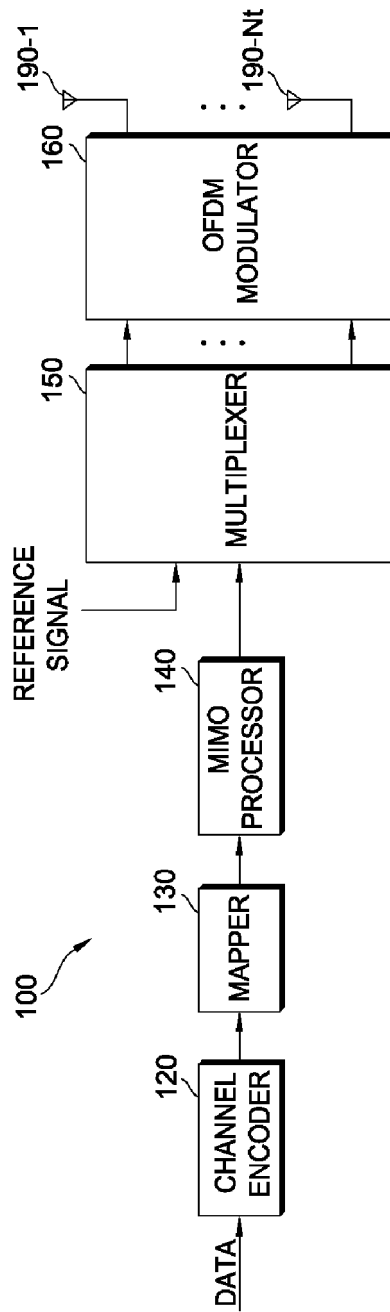 100
DATA
120
CHANNEL
ENCODER
130
MAPPER
140
MIMO
PROCESSOR
REFERENCE
SIGNAL
150
MULTIPLEXER
. . .
160
OFDM
MODULATOR
190-1
. . .
190-Nt